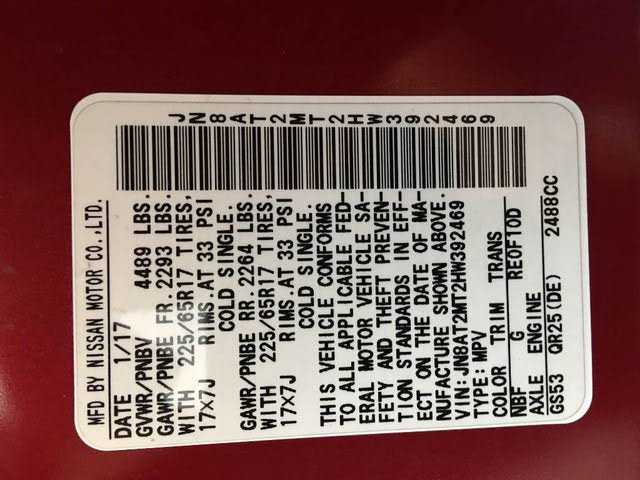 MFD BY NISSAN MOTOR CO.,LTD.
DATE 1/17
GVWR/PNBV 4489 LBS.
GAWR/PNBE FR. 2293 LBS.
WITH 225/65R17 TIRES,
17X7J RIMS.AT 33 PSI
COLD SINGLE.
GAWR/PNBE RR. 2264 LBS.
WITH 225/65R17 TIRES,
17X7J RIMS.AT 33 PSI
COLD SINGLE.
THIS VEHICLE CONFORMS
TO ALL APPLICABLE FED-
ERAL MOTOR VEHICLE SA-
FETY AND THEFT PREVEN-
TION STANDARDS IN EFF-
ECT ON THE DATE OF MA-
NUFACTURE SHOWN ABOVE.
VIN:JN8AT2MT2HW392469
TYPE:MPV
COLOR TRIM TRANS
NBF G RE0F10D
AXLE ENGINE
GS53 QR25(DE) 2488CC
JN8AT2MT2HW392469